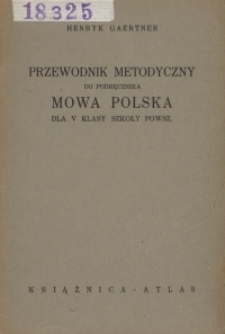 18325
HENRYK GAERTNER
PRZEWODNIK METODYCZNY
DO PODRĘCZNIKA
MOWA POLSKA
DLA V KLASY SZKOŁY POWSZ.
KSIĄŻNICA-ATLAS